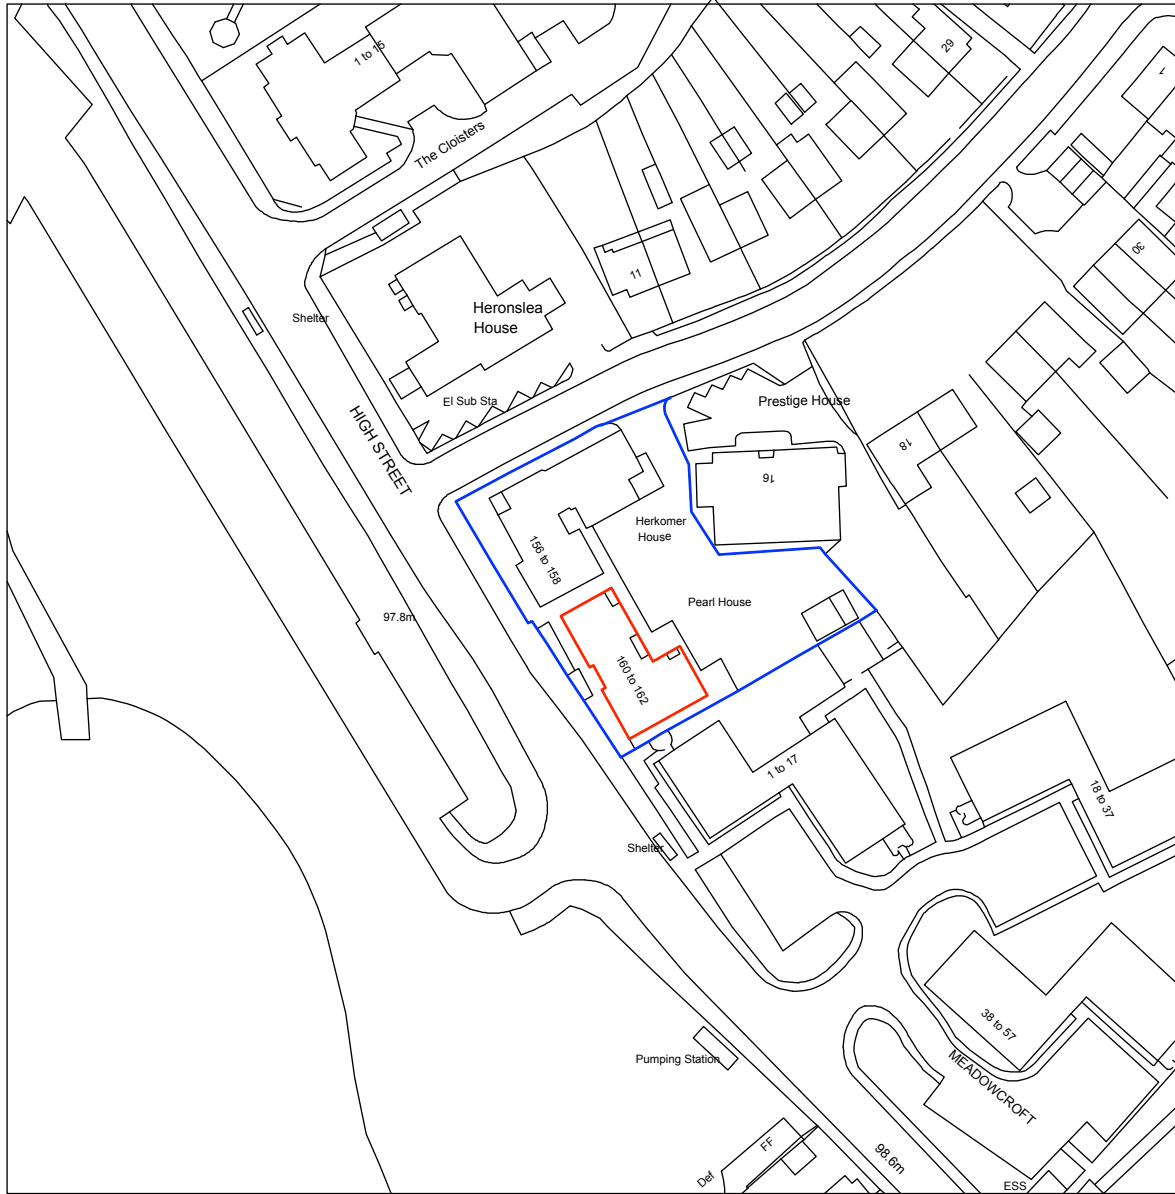 1 to 15
29
1
The Cloisters
30
11
Heronslea
House
Shelter
El Sub Sta
Prestige House
HIGH STREET
18
16
Herkomer
House
156 to 158
Pearl House
97.8m
160 to 162
1 to 17
18 to 37
Shelter
38 to 57
Pumping Station
MEADOWCROFT
FF
98.6m
Def
ESS